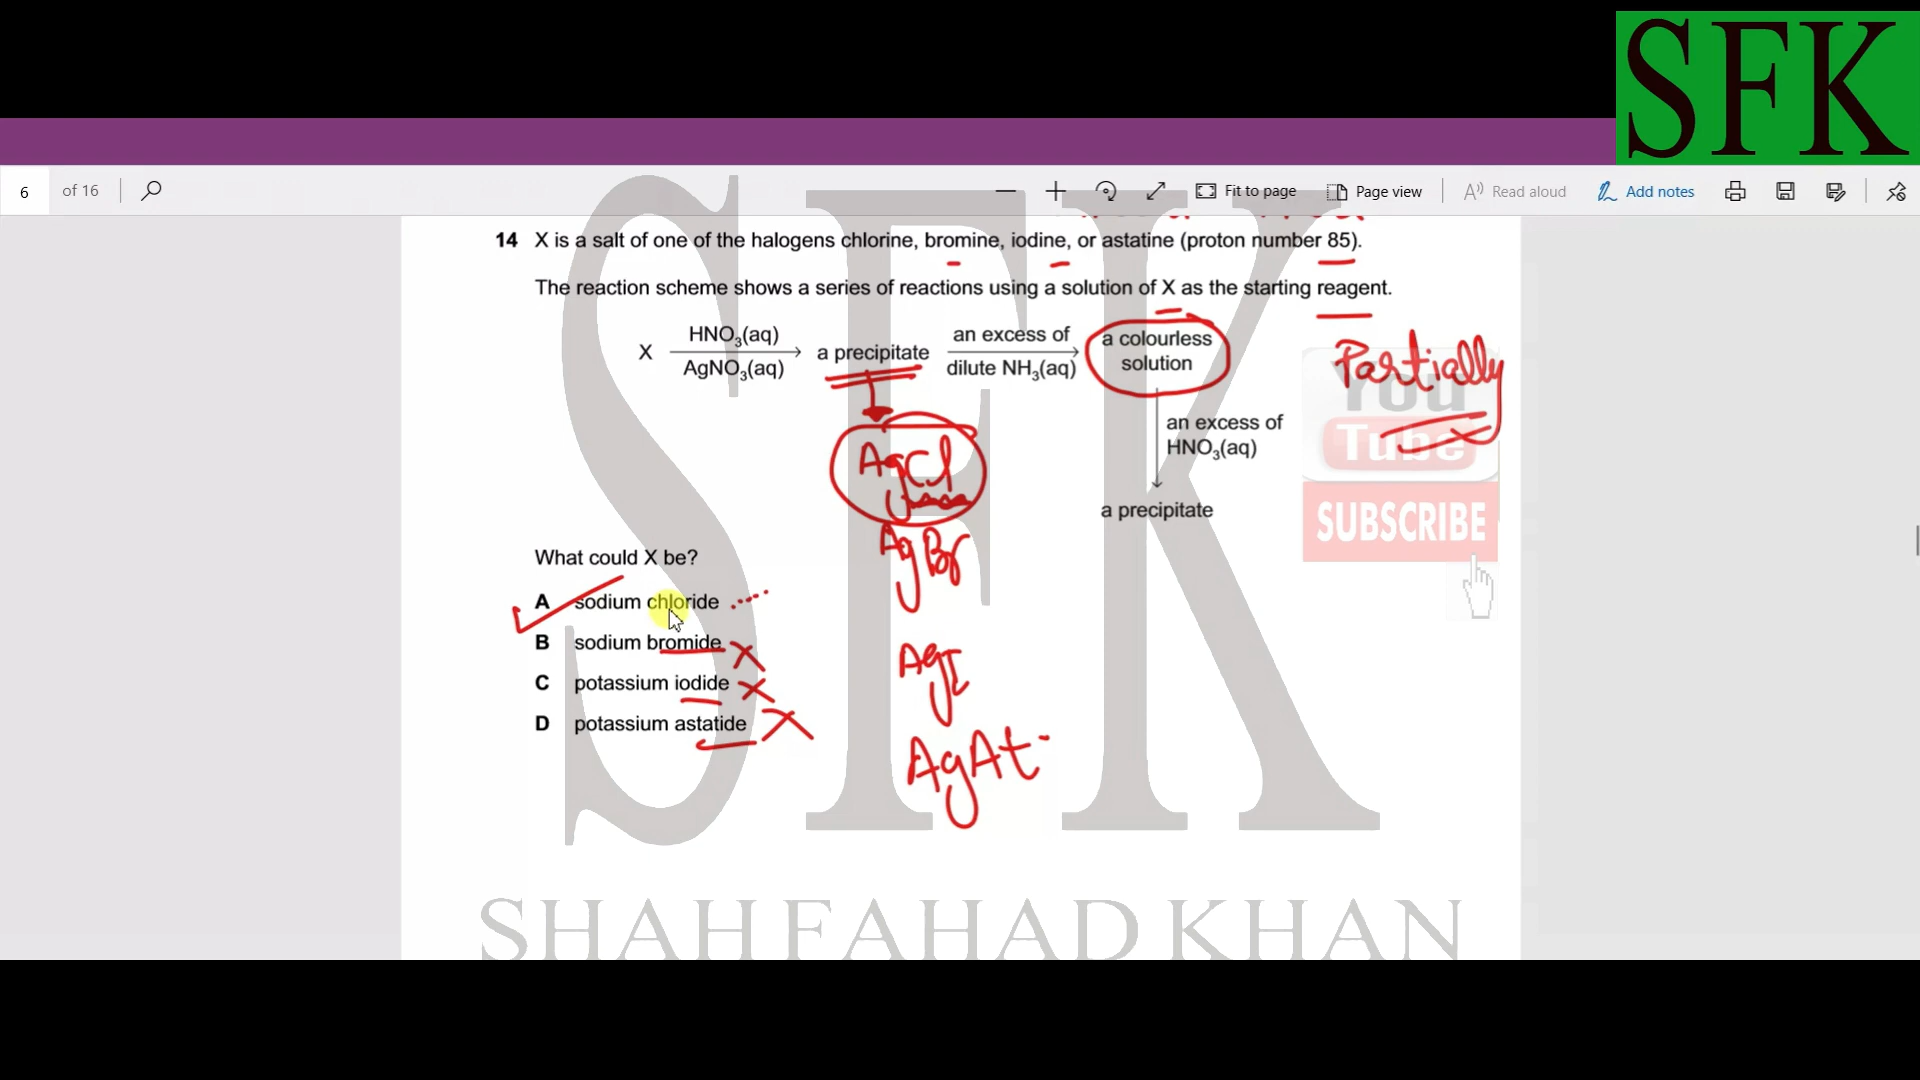 SFK
6 of 16 Fit to page Page view Read aloud Add notes
14 X is a salt of one of the halogens chlorine, bromine, iodine, or astatine (proton number 85).
The reaction scheme shows a series of reactions using a solution of X as the starting reagent.
X HNO3(aq) AgNO3(aq) a precipitate an excess of dilute NH3(aq) a colourless solution
Partially
You
Tube
SUBSCRIBE
an excess of
HNO3(aq)
a precipitate
AgCl
AgBr
AgI
AgAt
What could X be?
A sodium chloride
B sodium bromide
C potassium iodide
D potassium astatide
SFK
SHAH FAHAD KHAN